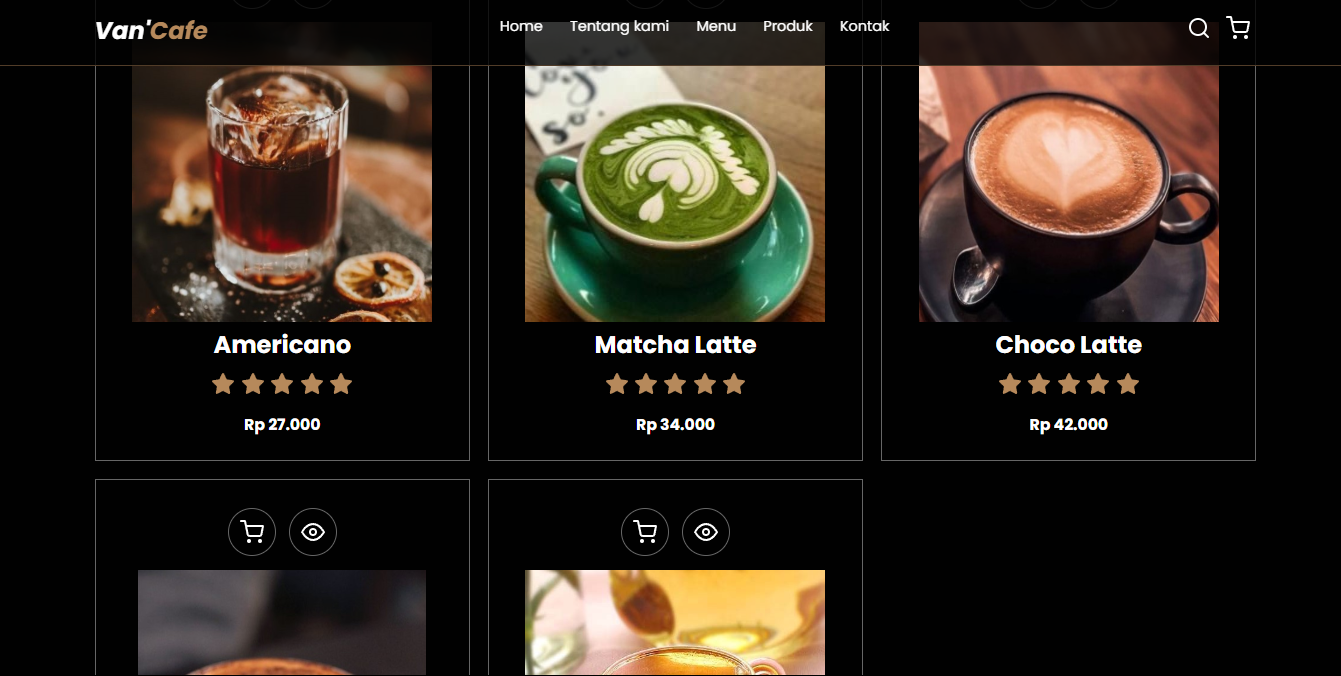 Van'Cafe
Home Tentang kami Menu Produk Kontak
so.
Americano
Matcha Latte
Choco Latte
Rp 27.000
Rp 34.000
Rp 42.000